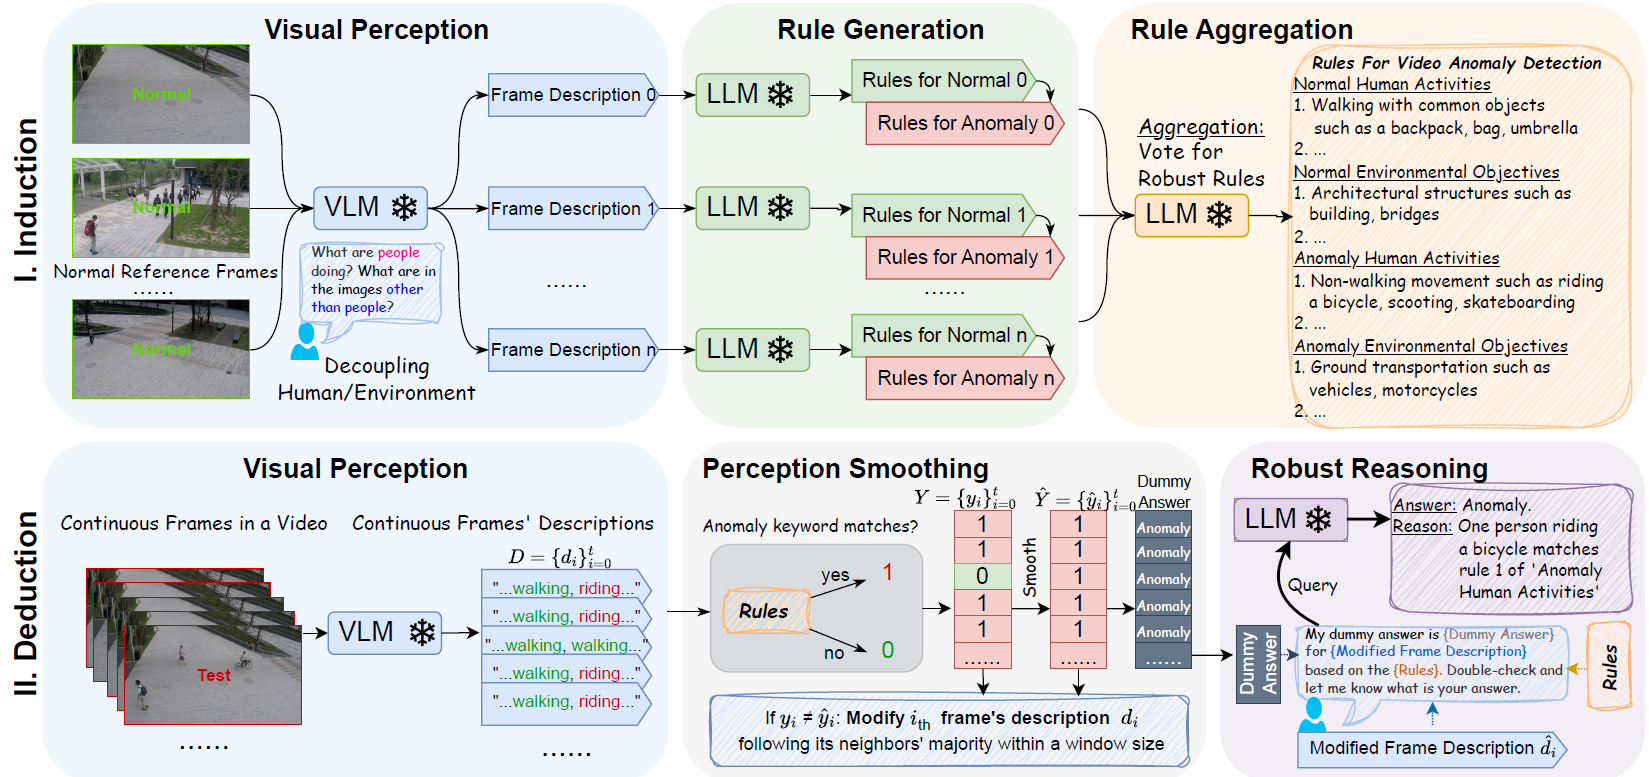 I. Induction
Visual Perception
Normal
Normal
Normal Reference Frames
......
Normal
VLM
What are people
doing? What are in
the images other
than people?
Decoupling
Human/Environment
Frame Description 0
Frame Description 1
......
Frame Description n
Rule Generation
LLM
Rules for Normal 0
Rules for Anomaly 0
LLM
Rules for Normal 1
Rules for Anomaly 1
......
LLM
Rules for Normal n
Rules for Anomaly n
Rule Aggregation
Aggregation:
Vote for
Robust Rules
LLM
Rules For Video Anomaly Detection
Normal Human Activities
1. Walking with common objects
such as a backpack, bag, umbrella
2. ...
Normal Environmental Objectives
1. Architectural structures such as
building, bridges
2. ...
Anomaly Human Activities
1. Non-walking movement such as riding
a bicycle, scooting, skateboarding
2. ...
Anomaly Environmental Objectives
1. Ground transportation such as
vehicles, motorcycles
2. ...
II. Deduction
Visual Perception
Continuous Frames in a Video
Test
......
VLM
Continuous Frames' Descriptions
D = {d_i}_{i=0}^t
"...walking, riding..."
"...walking, riding..."
"...walking, walking..."
"...walking, riding..."
"...walking, riding..."
......
Perception Smoothing
Anomaly keyword matches?
Rules
yes
1
no
0
Y = {y_i}_{i=0}^t
1
1
0
1
1
......
Smooth
Ŷ = {ŷ_i}_{i=0}^t
1
1
1
1
1
......
Dummy
Answer
Anomaly
Anomaly
Anomaly
Anomaly
Anomaly
......
If y_i ≠ ŷ_i: Modify i_th frame's description d_i
following its neighbors' majority within a window size
Robust Reasoning
LLM
Answer: Anomaly.
Reason: One person riding
a bicycle matches
rule 1 of 'Anomaly
Human Activities'
Query
Dummy
Answer
My dummy answer is {Dummy Answer}
for {Modified Frame Description}
based on the {Rules}. Double-check and
let me know what is your answer.
Rules
Modified Frame Description d̂_i